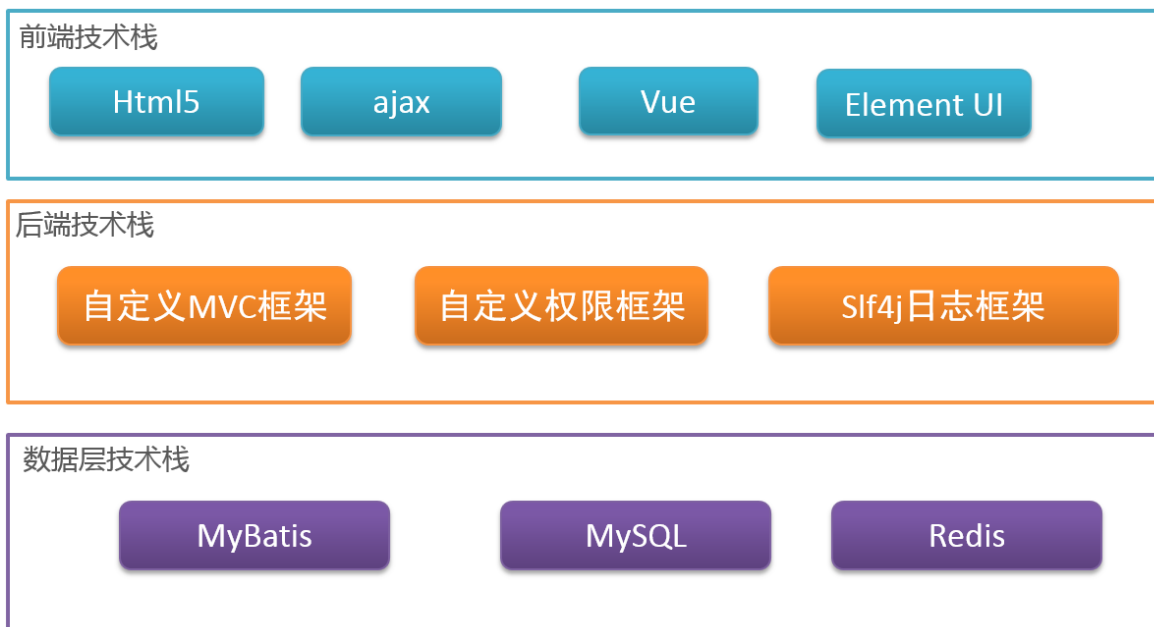 前端技术栈
Html5 ajax Vue Element UI
后端技术栈
自定义MVC框架 自定义权限框架 Slf4j日志框架
数据层技术栈
MyBatis MySQL Redis